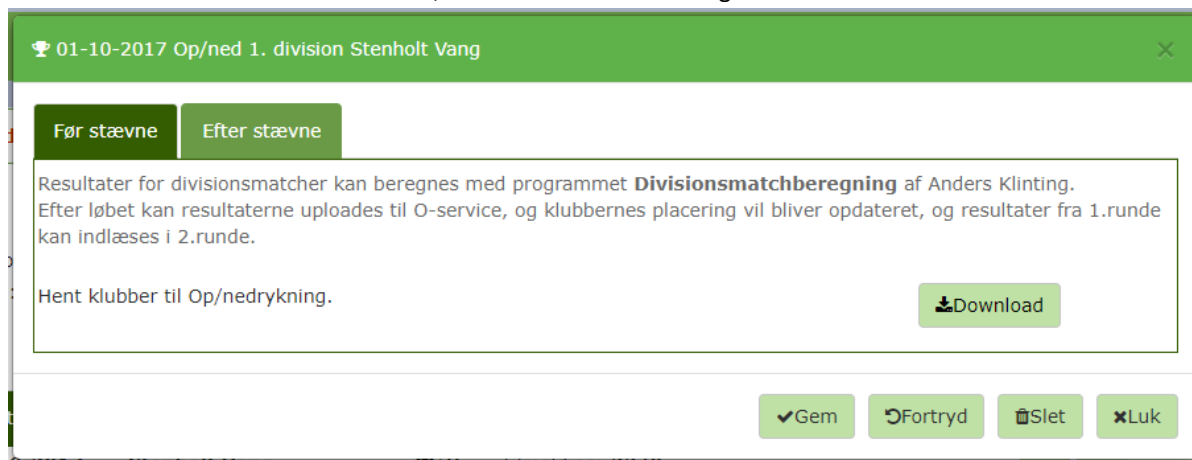 01-10-2017 Op/ned 1. division Stenholt Vang
Før stævne Efter stævne
Resultater for divisionsmatcher kan beregnes med programmet Divisionsmatchberegning af Anders Klinting.
Efter løbet kan resultaterne uploades til O-service, og klubbernes placering vil bliver opdateret, og resultater fra 1.runde
kan indlæses i 2.runde.
Hent klubber til Op/nedrykning.
Download
Gem Fortryd Slet Luk